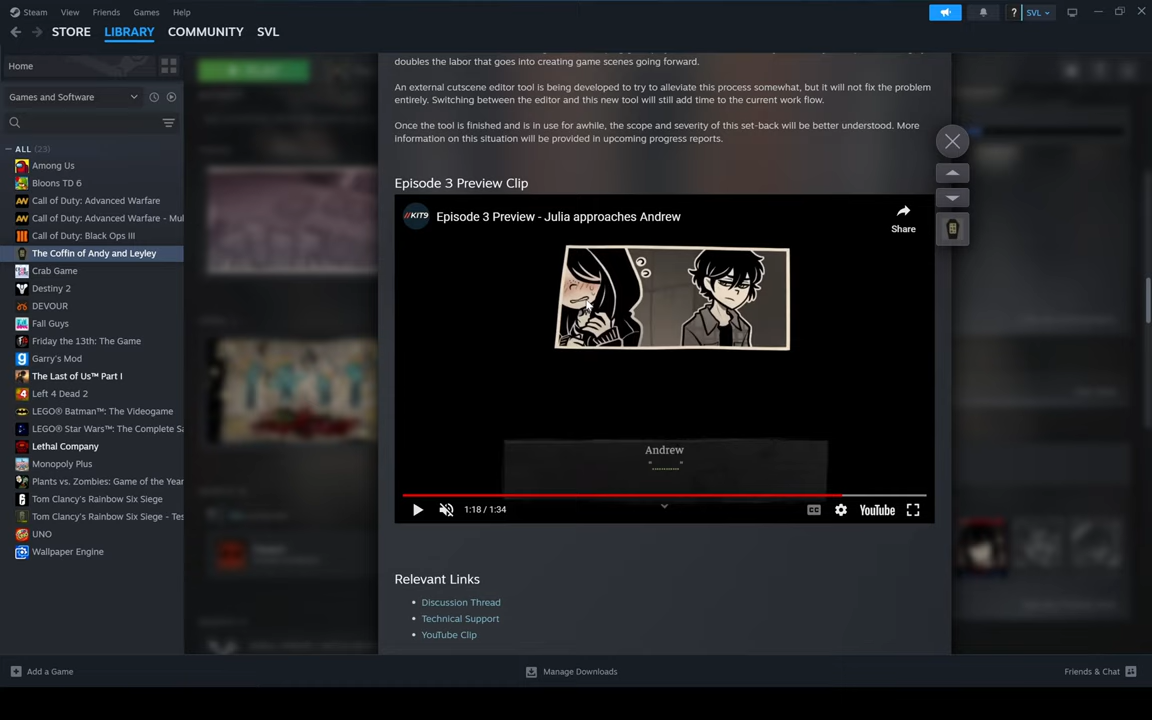 Steam View Friends Games Help
? SVL
STORE LIBRARY COMMUNITY SVL
Home
Games and Software
ALL (23)
Among Us
Bloons TD 6
Call of Duty: Advanced Warfare
Call of Duty: Advanced Warfare - Mul
Call of Duty: Black Ops III
The Coffin of Andy and Leyley
Crab Game
Destiny 2
DEVOUR
Fall Guys
Friday the 13th: The Game
Garry's Mod
The Last of Us™ Part I
Left 4 Dead 2
LEGO® Batman™: The Videogame
LEGO® Star Wars™: The Complete Sa
Lethal Company
Monopoly Plus
Plants vs. Zombies: Game of the Year
Tom Clancy's Rainbow Six Siege
Tom Clancy's Rainbow Six Siege - Tes
UNO
Wallpaper Engine
doubles the labor that goes into creating game scenes going forward.
An external cutscene editor tool is being developed to try to alleviate this process somewhat, but it will not fix the problem
entirely. Switching between the editor and this new tool will still add time to the current work flow.
Once the tool is finished and is in use for awhile, the scope and severity of this set-back will be better understood. More
information on this situation will be provided in upcoming progress reports.
Episode 3 Preview Clip
//KIT9 Episode 3 Preview - Julia approaches Andrew
Share
Andrew
"............"
1:18 / 1:34 CC YouTube
Relevant Links
Discussion Thread
Technical Support
YouTube Clip
Add a Game Manage Downloads Friends & Chat